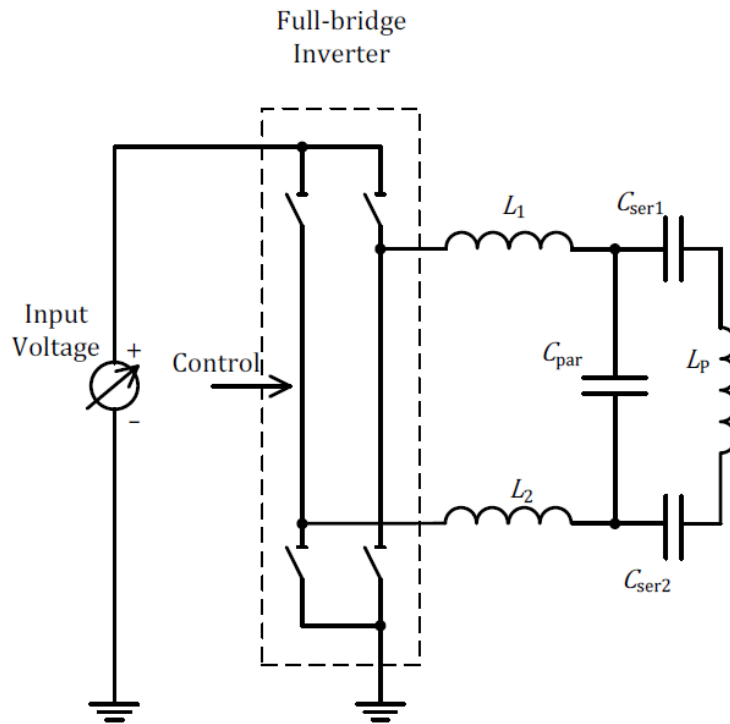 Full-bridge
Inverter
L1
Cser1
Input
Voltage
+
Control
Cpar
LP
−
L2
Cser2